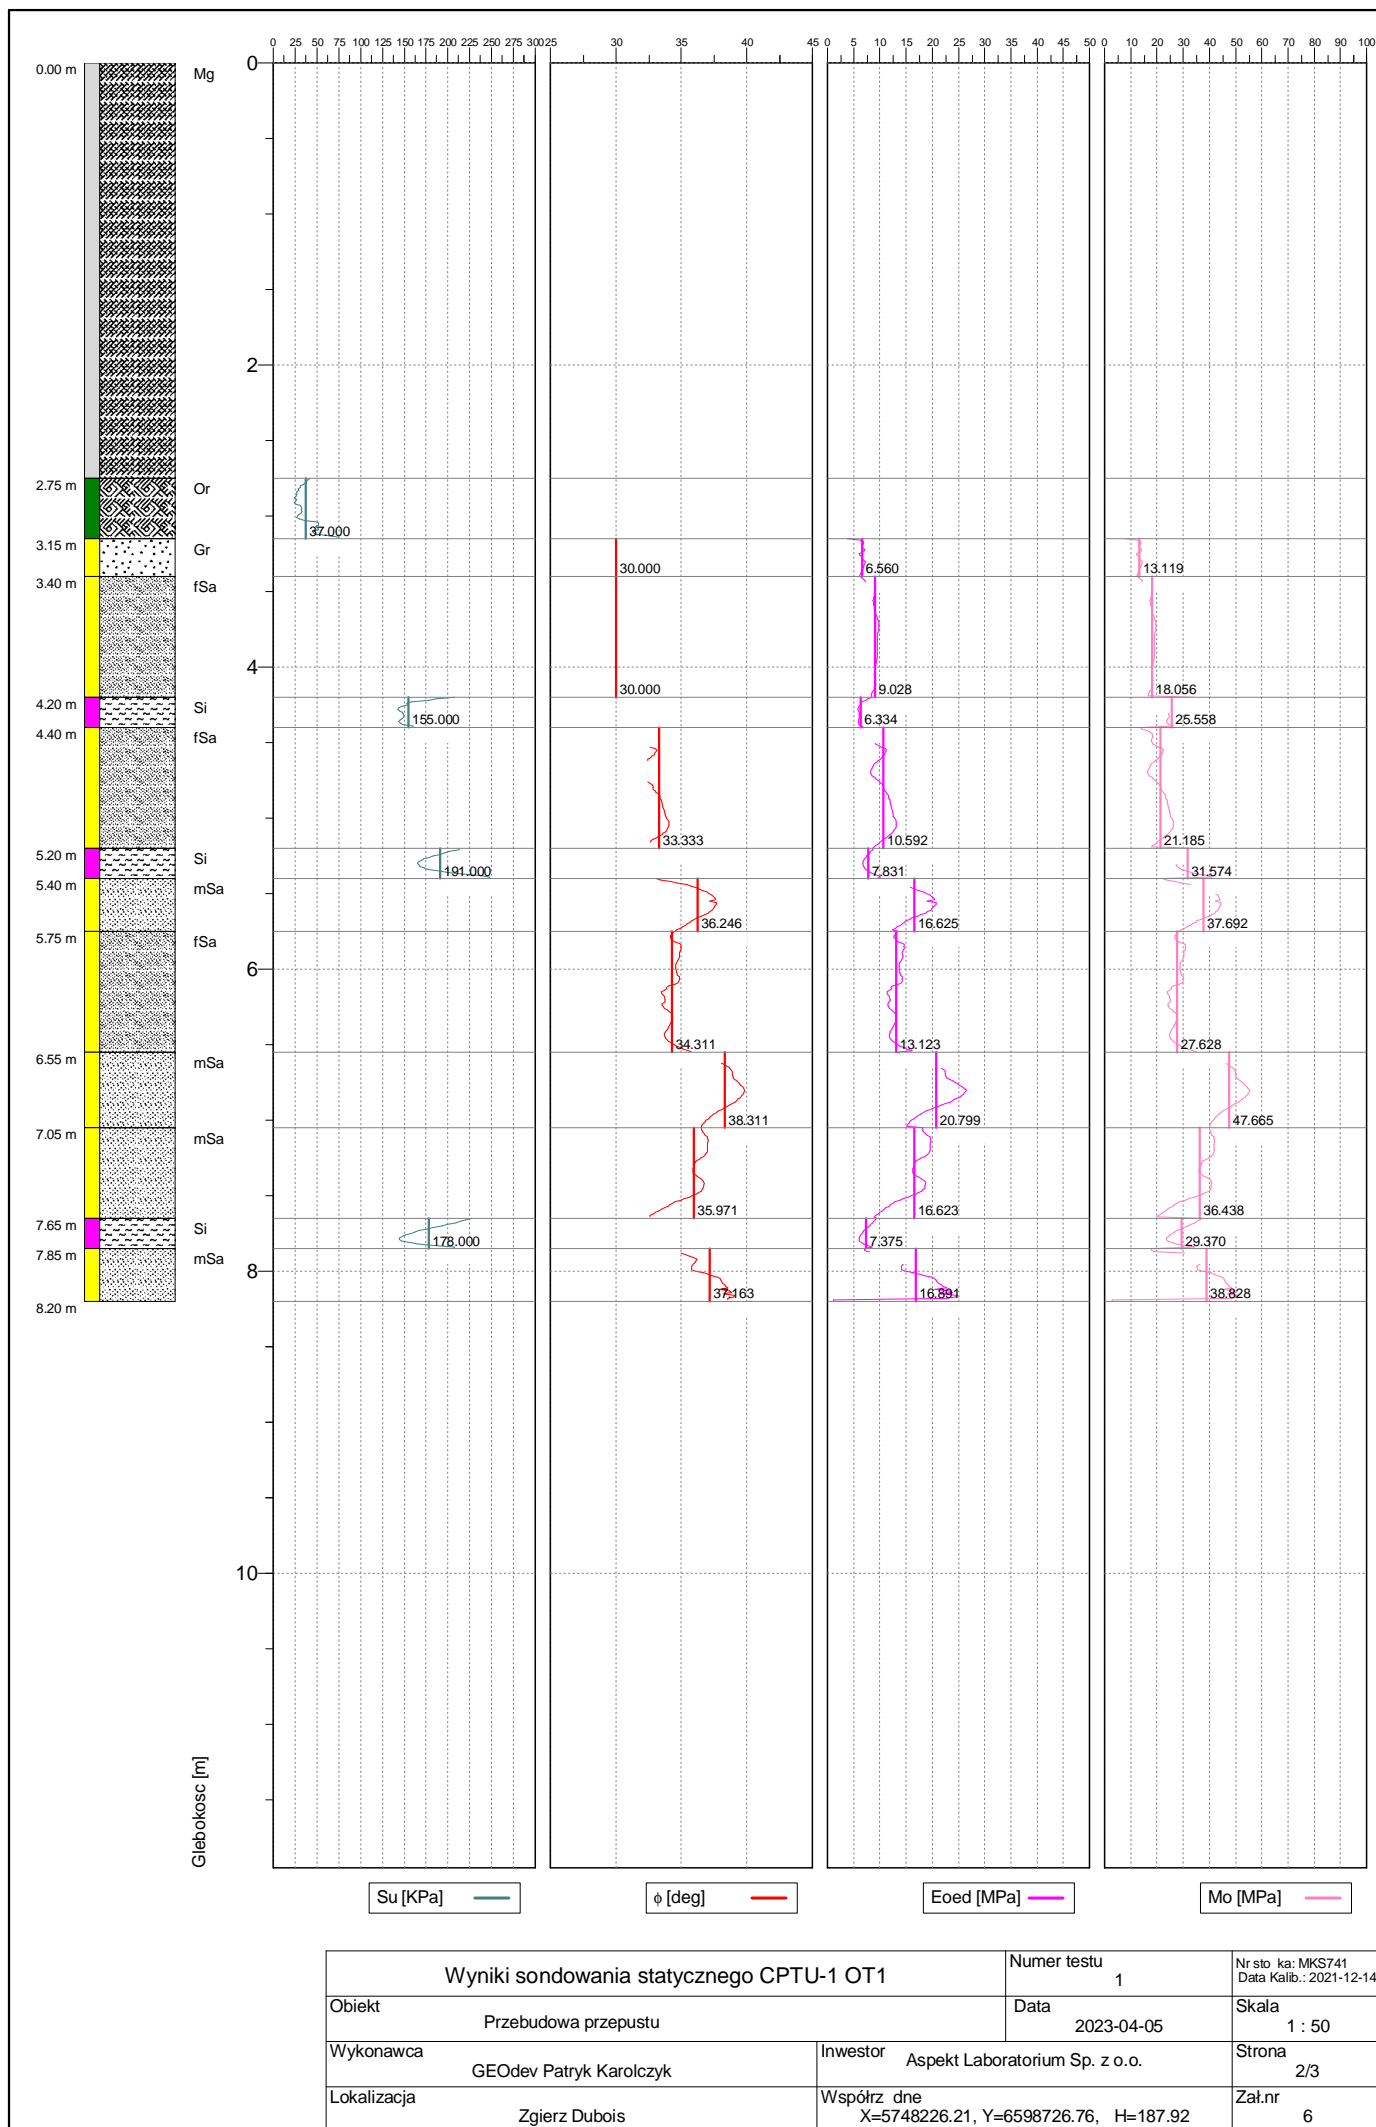 0 25 50 75 100 125 150 175 200 225 250 275 300
25 30 35 40 45
0 5 10 15 20 25 30 35 40 45 50
0 10 20 30 40 50 60 70 80 90 100
0.00 m Mg 0
2
2.75 m Or
37.000
3.15 m Gr
30.000 6.560 13.119
3.40 m fSa
4
30.000 9.028 18.056
4.20 m Si
155.000 6.334 25.558
4.40 m fSa
33.333 10.592 21.185
5.20 m Si
191.000 7.831 31.574
5.40 m mSa
36.246 16.625 37.692
5.75 m fSa
6
34.311 13.123 27.628
6.55 m mSa
38.311 20.799 47.665
7.05 m mSa
35.971 16.623 36.438
7.65 m Si
178.000 7.375 29.370
7.85 m mSa
8
37.163 16.891 38.828
8.20 m
10
Glebokosc [m]
Su [KPa]
ϕ [deg]
Eoed [MPa]
Mo [MPa]
Wyniki sondowania statycznego CPTU-1 OT1
Numer testu
1
Nr sto ka: MKS741
Data Kalib.: 2021-12-14
Obiekt
Przebudowa przepustu
Data
2023-04-05
Skala
1 : 50
Wykonawca
GEOdev Patryk Karolczyk
Inwestor
Aspekt Laboratorium Sp. z o.o.
Strona
2/3
Lokalizacja
Zgierz Dubois
Współrz dne
X=5748226.21, Y=6598726.76, H=187.92
Zał.nr
6